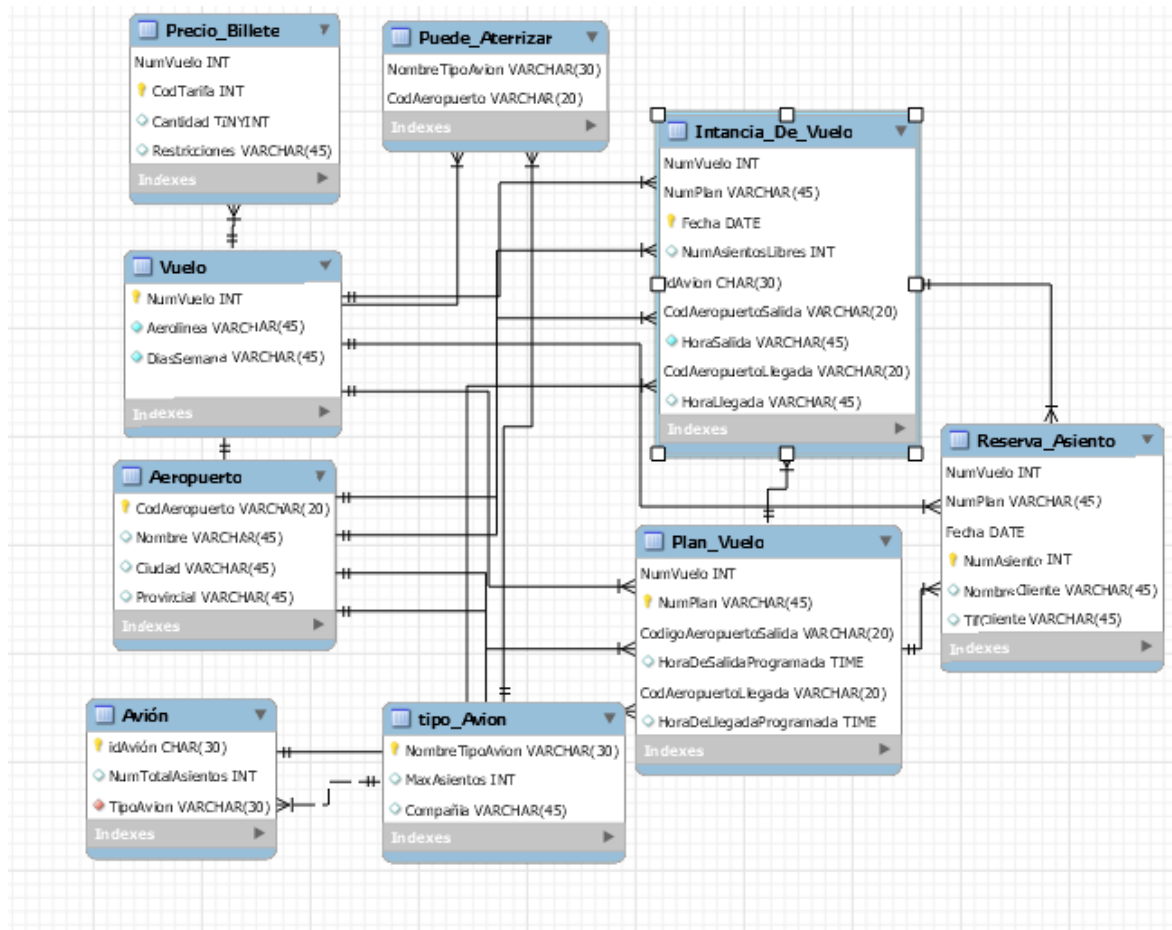 Precio_Billete
NumVuelo INT
CodTarifa INT
Cantidad TINYINT
Restricciones VARCHAR(45)
Indexes
Puede_Aterrizar
NombreTipoAvion VARCHAR(30)
CodAeropuerto VARCHAR(20)
Indexes
Intancia_De_Vuelo
NumVuelo INT
NumPlan VARCHAR(45)
Fecha DATE
NumAsientosLibres INT
idAvion CHAR(30)
CodAeropuertoSalida VARCHAR(20)
HoraSalida VARCHAR(45)
CodAeropuertoLlegada VARCHAR(20)
HoraLlegada VARCHAR(45)
Indexes
Vuelo
NumVuelo INT
Aerolinea VARCHAR(45)
DiasSemana VARCHAR(45)
Indexes
Aeropuerto
CodAeropuerto VARCHAR(20)
Nombre VARCHAR(45)
Ciudad VARCHAR(45)
Provincial VARCHAR(45)
Indexes
Reserva_Asiento
NumVuelo INT
NumPlan VARCHAR(45)
Fecha DATE
NumAsiento INT
NombreCliente VARCHAR(45)
VARCHAR(45)
Indexes
Plan_Vuelo
NumVuelo INT
NumPlan VARCHAR(45)
CodigoAeropuertoSalida VARCHAR(20)
HoraDeSalidaProgramada TIME
CodAeropuertoLlegada VARCHAR(20)
HoraDeLlegadaProgramada TIME
Indexes
Avión
idAvión CHAR(30)
NumTotalAsientos INT
TipoAvion VARCHAR(30)
Indexes
tipo_Avion
NombreTipoAvion VARCHAR(30)
MaxAsientos INT
Compañia VARCHAR(45)
Indexes